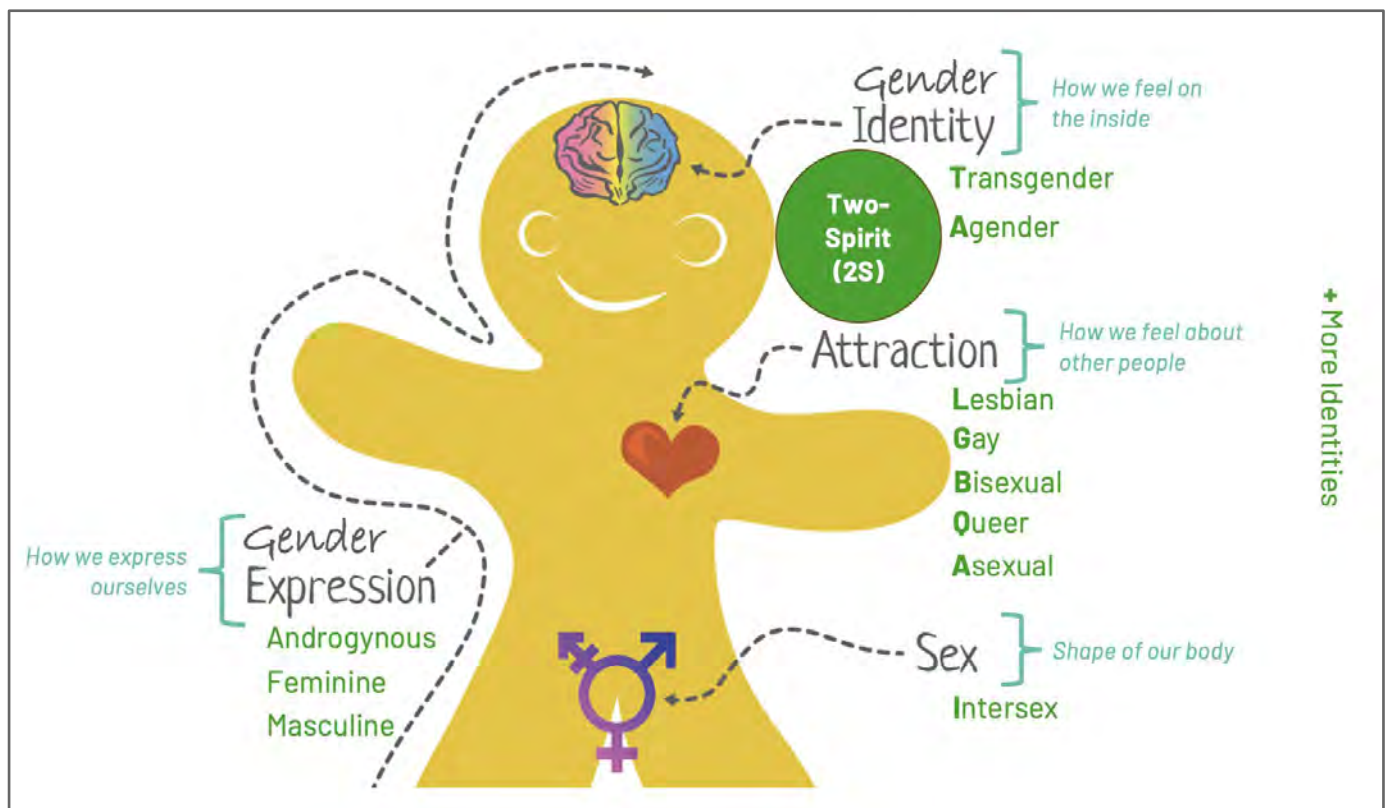 Gender
Identity
How we feel on
the inside
Transgender
Agender
Two-
Spirit
(2S)
Attraction
How we feel about
other people
Lesbian
Gay
Bisexual
Queer
Asexual
+ More Identities
Gender
Expression
How we express
ourselves
Androgynous
Feminine
Masculine
Sex
Shape of our body
Intersex